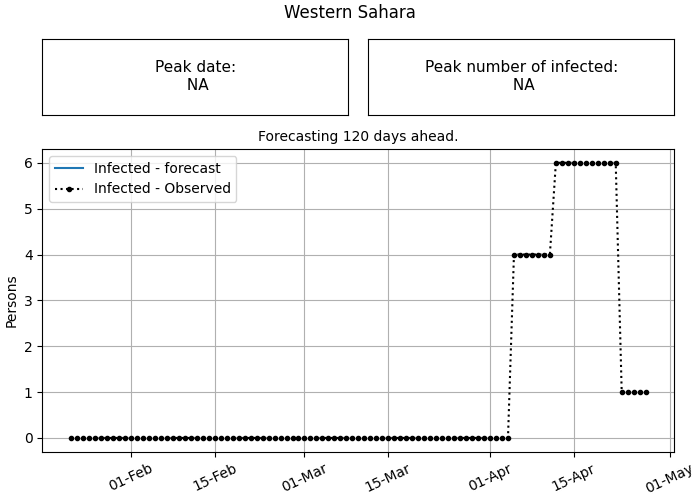 Western Sahara
Peak date:
NA
Peak number of infected:
NA
Forecasting 120 days ahead.
Infected - forecast
Infected - Observed
Persons
6
5
4
3
2
1
0
01-Feb
15-Feb
01-Mar
15-Mar
01-Apr
15-Apr
01-May